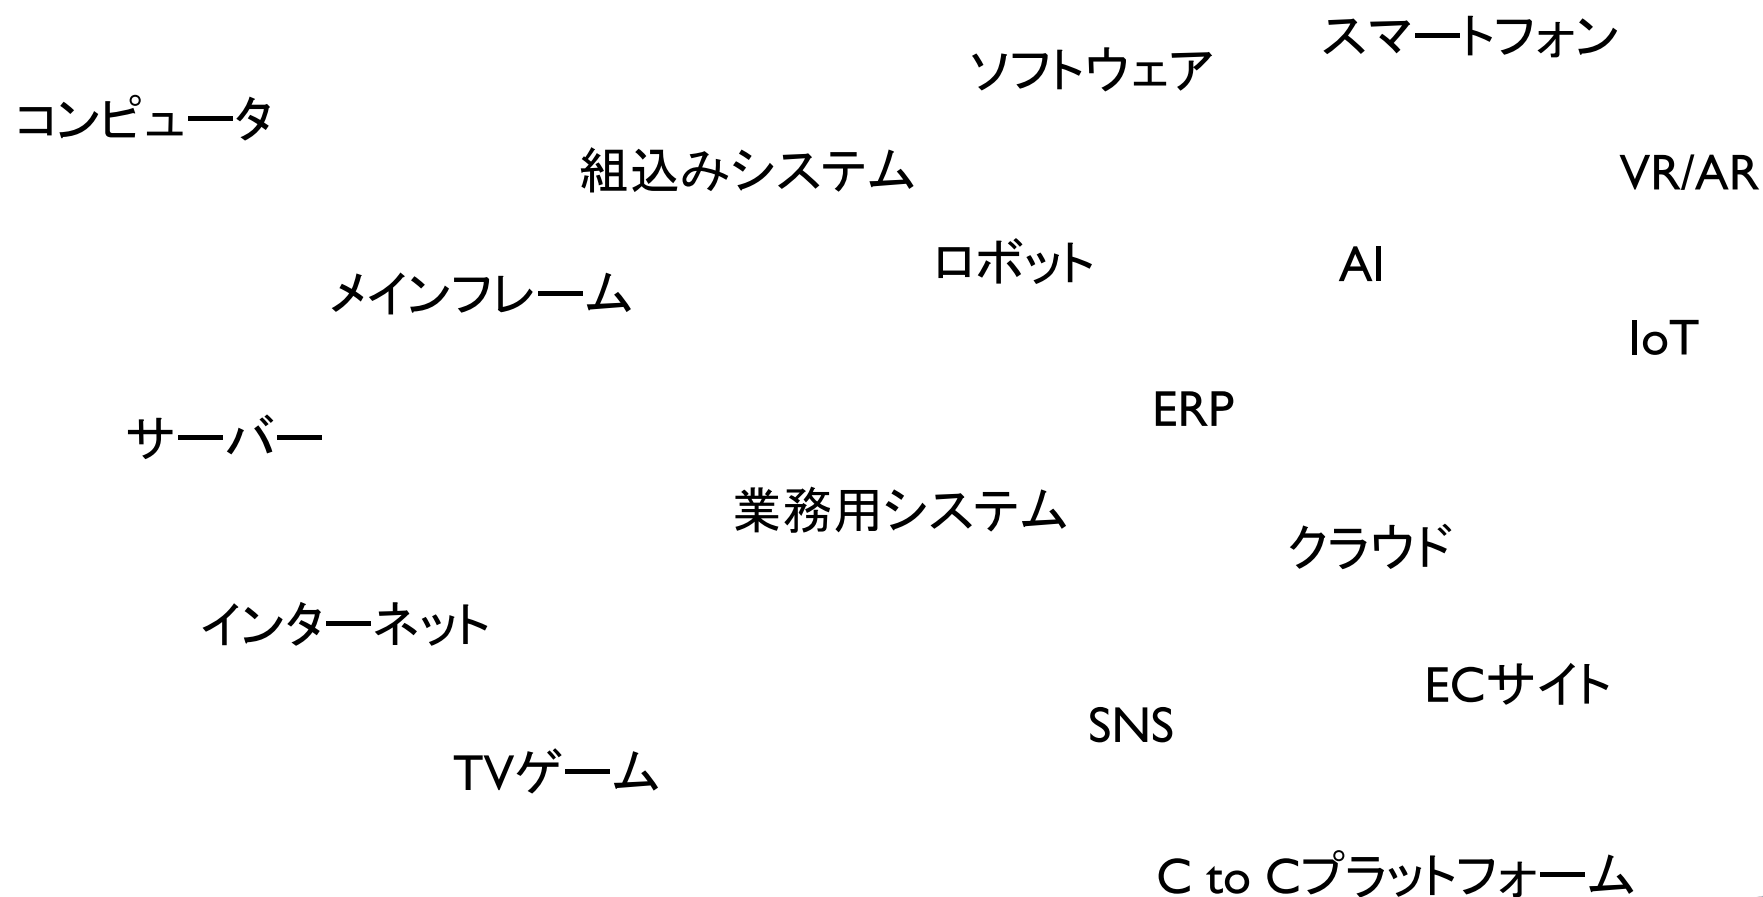 スマートフォン
ソフトウェア
コンピュータ
組込みシステム
VR/AR
ロボット
AI
メインフレーム
IoT
ERP
サーバー
業務用システム
クラウド
インターネット
ECサイト
SNS
TVゲーム
C to Cプラットフォーム